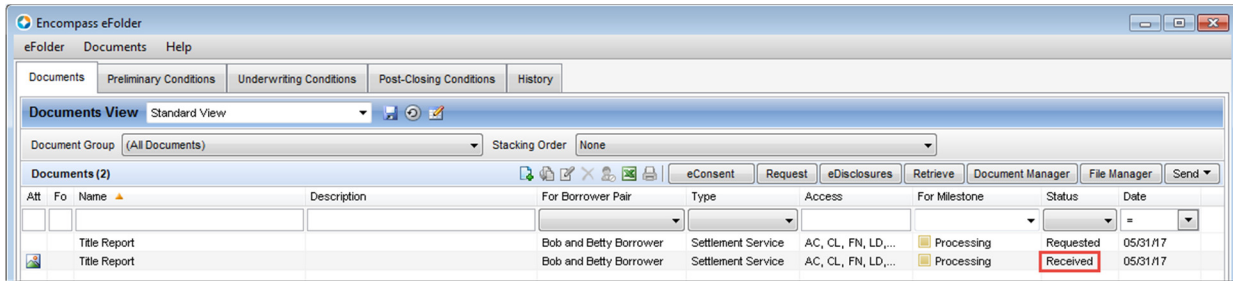 Encompass eFolder
eFolder Documents Help
Documents Preliminary Conditions Underwriting Conditions Post-Closing Conditions History
Documents View Standard View
Document Group (All Documents) Stacking Order None
Documents (2) eConsent Request eDisclosures Retrieve Document Manager File Manager Send
Att Fo Name Description For Borrower Pair Type Access For Milestone Status Date
=
Title Report Bob and Betty Borrower Settlement Service AC, CL, FN, LD,... Processing Requested 05/31/17
Title Report Bob and Betty Borrower Settlement Service AC, CL, FN, LD,... Processing Received 05/31/17